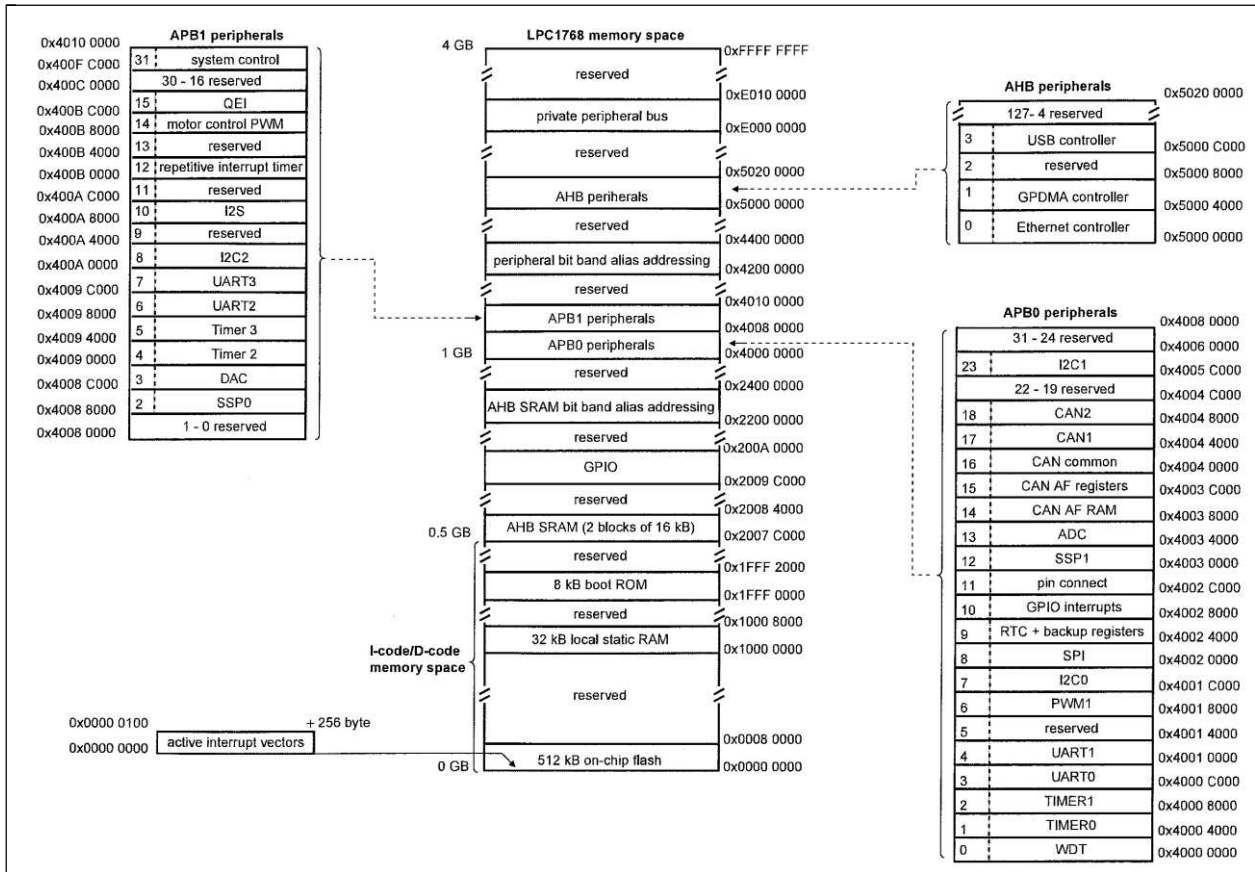 APB1 peripherals
0x4010 0000
31 system control
0x400F C000
30 - 16 reserved
0x400C 0000
15 QEI
0x400B C000
14 motor control PWM
0x400B 8000
13 reserved
0x400B 4000
12 repetitive interrupt timer
0x400B 0000
11 reserved
0x400A C000
10 I2S
0x400A 8000
9 reserved
0x400A 4000
8 I2C2
0x400A 0000
7 UART3
0x4009 C000
6 UART2
0x4009 8000
5 Timer 3
0x4009 4000
4 Timer 2
0x4009 0000
3 DAC
0x4008 C000
2 SSP0
0x4008 8000
1 - 0 reserved
0x4008 0000
LPC1768 memory space
4 GB
0xFFFF FFFF
reserved
0xE010 0000
private peripheral bus
0xE000 0000
reserved
0x5020 0000
AHB periherals
0x5000 0000
reserved
0x4400 0000
peripheral bit band alias addressing
0x4200 0000
reserved
0x4010 0000
APB1 peripherals
0x4008 0000
APB0 peripherals
1 GB
0x4000 0000
reserved
0x2400 0000
AHB SRAM bit band alias addressing
0x2200 0000
reserved
0x200A 0000
GPIO
0x2009 C000
reserved
0x2008 4000
AHB SRAM (2 blocks of 16 kB)
0.5 GB
0x2007 C000
reserved
0x1FFF 2000
8 kB boot ROM
0x1FFF 0000
reserved
0x1000 8000
32 kB local static RAM
0x1000 0000
I-code/D-code
memory space
reserved
0x0008 0000
512 kB on-chip flash
0 GB
0x0000 0000
0x0000 0100
+ 256 byte
active interrupt vectors
0x0000 0000
AHB peripherals
0x5020 0000
127- 4 reserved
3 USB controller
0x5000 C000
2 reserved
0x5000 8000
1 GPDMA controller
0x5000 4000
0 Ethernet controller
0x5000 0000
APB0 peripherals
0x4008 0000
31 - 24 reserved
0x4006 0000
23 I2C1
0x4005 C000
22 - 19 reserved
0x4004 C000
18 CAN2
0x4004 8000
17 CAN1
0x4004 4000
16 CAN common
0x4004 0000
15 CAN AF registers
0x4003 C000
14 CAN AF RAM
0x4003 8000
13 ADC
0x4003 4000
12 SSP1
0x4003 0000
11 pin connect
0x4002 C000
10 GPIO interrupts
0x4002 8000
9 RTC + backup registers
0x4002 4000
8 SPI
0x4002 0000
7 I2C0
0x4001 C000
6 PWM1
0x4001 8000
5 reserved
0x4001 4000
4 UART1
0x4001 0000
3 UART0
0x4000 C000
2 TIMER1
0x4000 8000
1 TIMER0
0x4000 4000
0 WDT
0x4000 0000